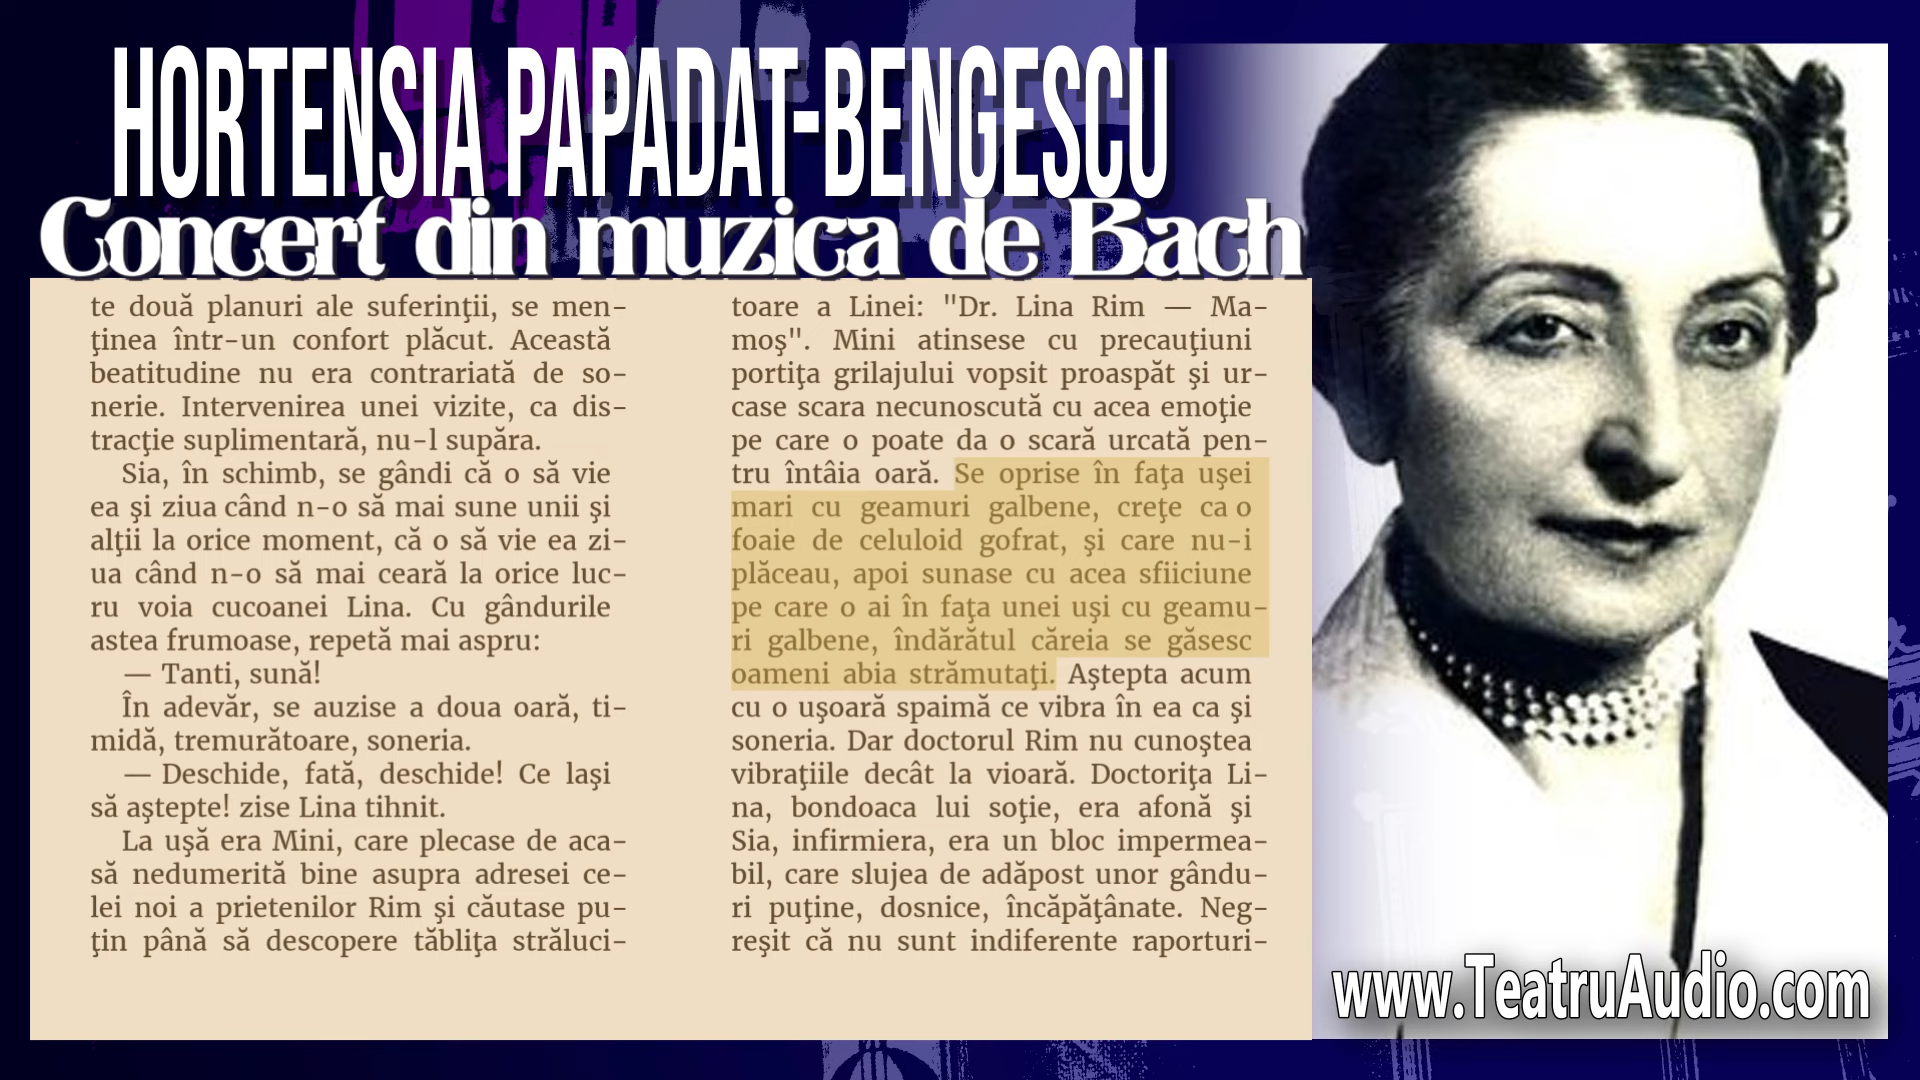 HORTENSIA PAPADAT-BENGESCU
Concert din muzica de Bach
te două planuri ale suferinţii, se men-
ţinea într-un confort plăcut. Această
beatitudine nu era contrariată de so-
nerie. Intervenirea unei vizite, ca dis-
tracţie suplimentară, nu-l supăra.
Sia, în schimb, se gândi că o să vie
ea şi ziua când n-o să mai sune unii şi
alţii la orice moment, că o să vie ea zi-
ua când n-o să mai ceară la orice luc-
ru voia cucoanei Lina. Cu gândurile
astea frumoase, repetă mai aspru:
— Tanti, sună!
În adevăr, se auzise a doua oară, ti-
midă, tremurătoare, soneria.
— Deschide, fată, deschide! Ce laşi
să aştepte! zise Lina tihnit.
La uşă era Mini, care plecase de aca-
să nedumerită bine asupra adresei ce-
lei noi a prietenilor Rim şi căutase pu-
ţin până să descopere tăbliţa străluci-
toare a Linei: "Dr. Lina Rim — Ma-
moş". Mini atinsese cu precauţiuni
portiţa grilajului vopsit proaspăt şi ur-
case scara necunoscută cu acea emoţie
pe care o poate da o scară urcată pen-
tru întâia oară. Se oprise în faţa uşei
mari cu geamuri galbene, creţe ca o
foaie de celuloid gofrat, şi care nu-i
plăceau, apoi sunase cu acea sfiiciune
pe care o ai în faţa unei uşi cu geamu-
ri galbene, îndărătul căreia se găsesc
oameni abia strămutaţi. Aştepta acum
cu o uşoară spaimă ce vibra în ea ca şi
soneria. Dar doctorul Rim nu cunoştea
vibraţiile decât la vioară. Doctoriţa Li-
na, bondoaca lui soţie, era afonă şi
Sia, infirmiera, era un bloc impermea-
bil, care slujea de adăpost unor gându-
ri puţine, dosnice, încăpăţânate. Neg-
reşit că nu sunt indiferente raporturi-
www.TeatruAudio.com